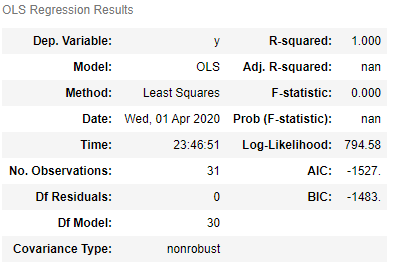 OLS Regression Results
Dep. Variable: y R-squared: 1.000
Model: OLS Adj. R-squared: nan
Method: Least Squares F-statistic: 0.000
Date: Wed, 01 Apr 2020 Prob (F-statistic): nan
Time: 23:46:51 Log-Likelihood: 794.58
No. Observations: 31 AIC: -1527.
Df Residuals: 0 BIC: -1483.
Df Model: 30
Covariance Type: nonrobust